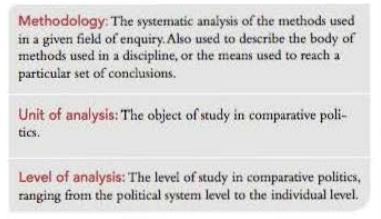 Methodology: The systematic analysis of the methods used
in a given field of enquiry. Also used to describe the body of
methods used in a discipline, or the means used to reach a
particular set of conclusions.
Unit of analysis: The object of study in comparative poli-
tics.
Level of analysis: The level of study in comparative politics,
ranging from the political system level to the individual level.